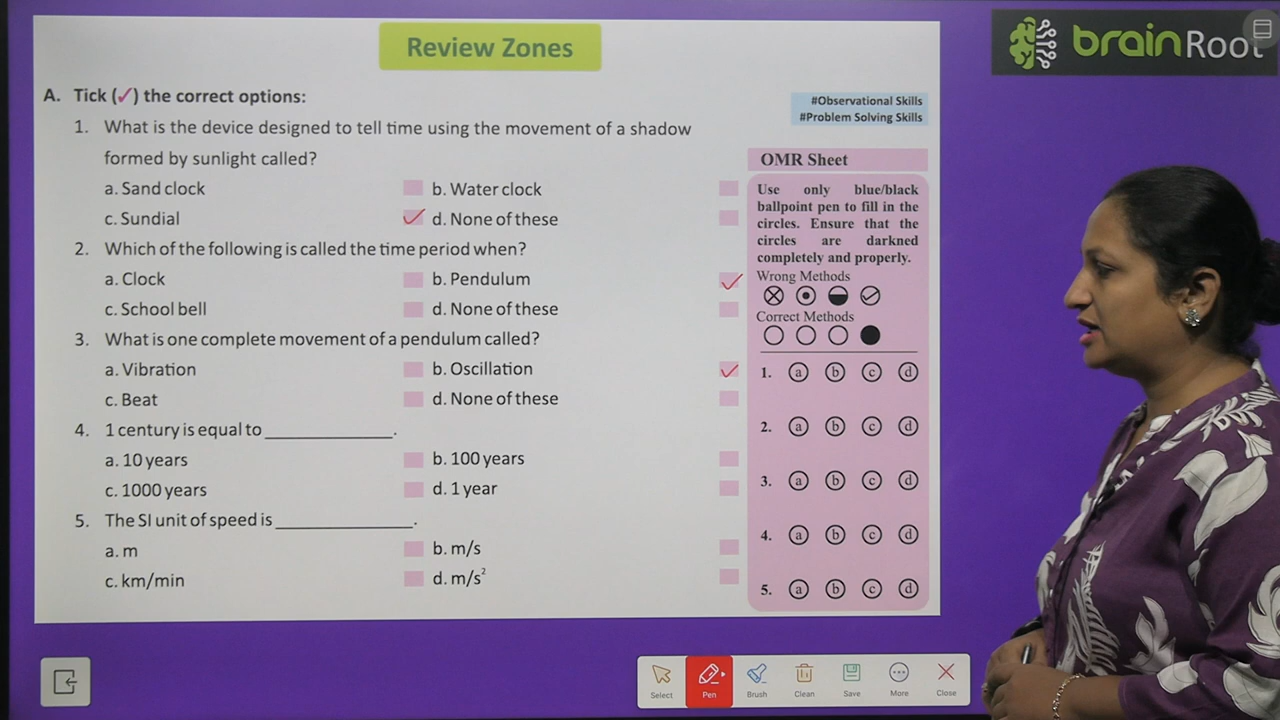 Review Zones
brainRoot
A. Tick (✓) the correct options:
#Observational Skills
#Problem Solving Skills
1. What is the device designed to tell time using the movement of a shadow
formed by sunlight called?
a. Sand clock b. Water clock
c. Sundial d. None of these
2. Which of the following is called the time period when?
a. Clock b. Pendulum
c. School bell d. None of these
3. What is one complete movement of a pendulum called?
a. Vibration b. Oscillation
c. Beat d. None of these
4. 1 century is equal to ____________.
a. 10 years b. 100 years
c. 1000 years d. 1 year
5. The SI unit of speed is _____________.
a. m b. m/s
c. km/min d. m/s²
OMR Sheet
Use only blue/black
ballpoint pen to fill in the
circles. Ensure that the
circles are darkned
completely and properly.
Wrong Methods
Correct Methods
1. a b c d
2. a b c d
3. a b c d
4. a b c d
5. a b c d
Select Pen Brush Clean Save More Close